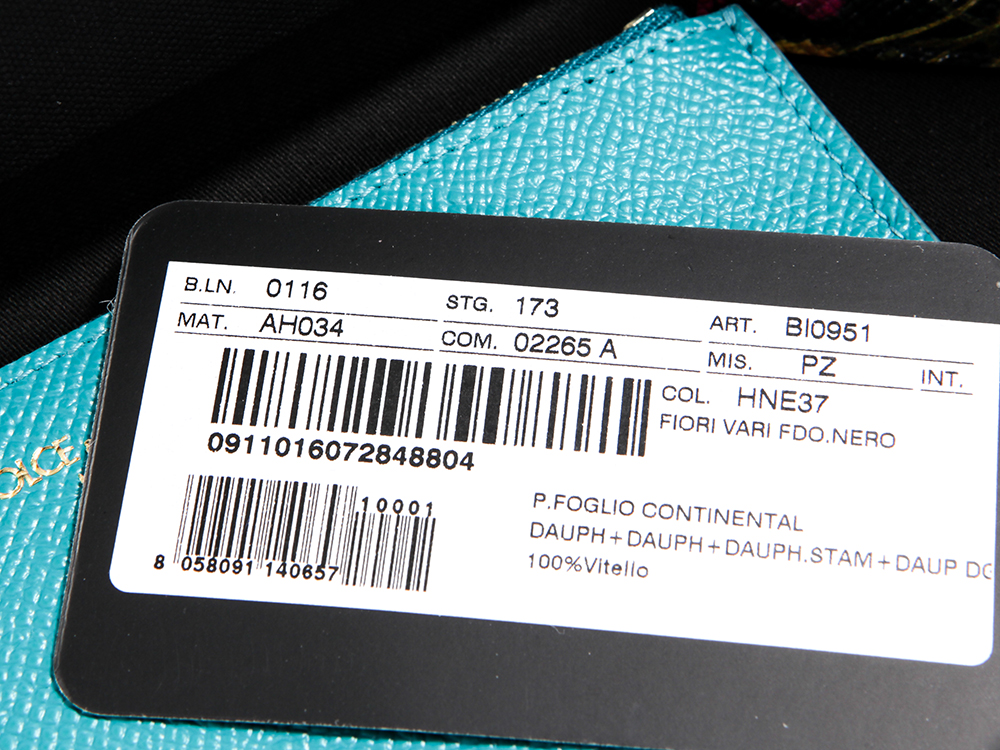 B.LN. 0116 STG. 173 ART. BI0951
MAT. AH034 COM. 02265 A MIS. PZ INT.
COL. HNE37
FIORI VARI FDO.NERO
0911016072848804
10001
8 058091 140657
P.FOGLIO CONTINENTAL
DAUPH+DAUPH+DAUPH.STAM+DAUP DG
100%Vitello
DOLCE